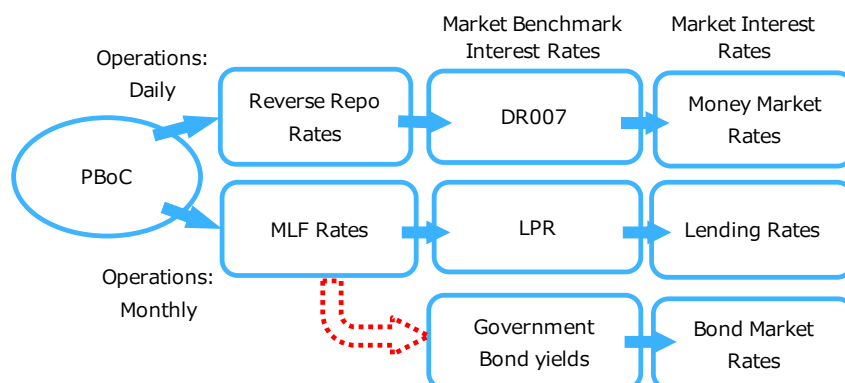 Market Benchmark
Interest Rates
Market Interest
Rates
Operations:
Daily
Reverse Repo
Rates
DR007
Money Market
Rates
PBoC
MLF Rates
LPR
Lending Rates
Operations:
Monthly
Government
Bond yields
Bond Market
Rates